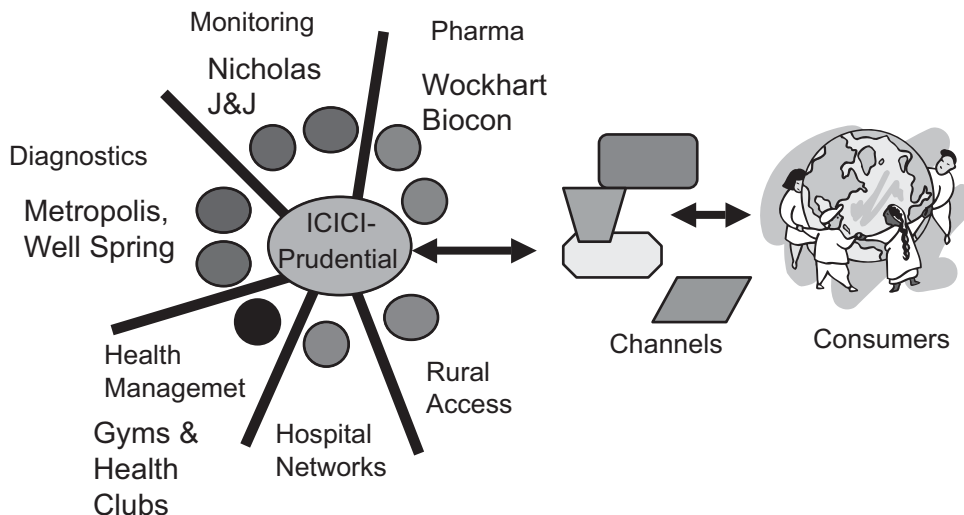 Monitoring
Pharma
Nicholas
J&J
Wockhart
Biocon
Diagnostics
Metropolis,
Well Spring
ICICI-
Prudential
Health
Managemet
Gyms &
Health
Clubs
Hospital
Networks
Rural
Access
Channels
Consumers